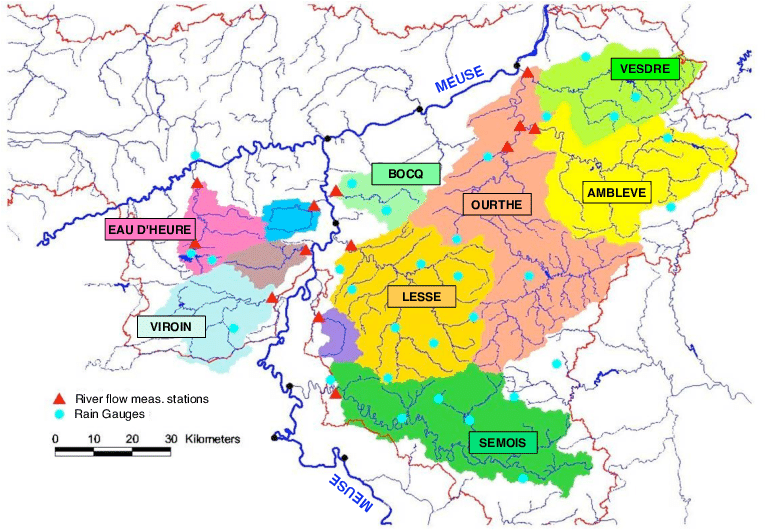 VESDRE
MEUSE
BOCQ
AMBLEVE
OURTHE
EAU D'HEURE
LESSE
VIROIN
River flow meas. stations
Rain Gauges
0 10 20 30 Kilometers
SEMOIS
MEUSE